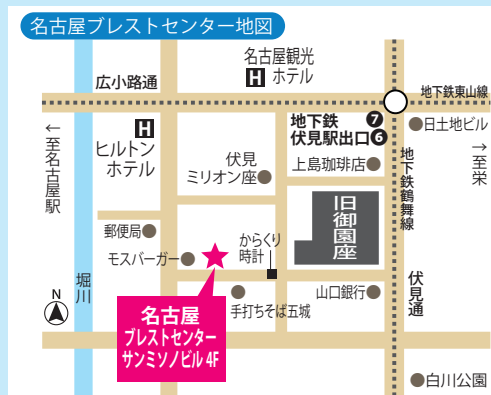 名古屋ブレストセンター地図
名古屋観光
H ホテル
広小路通
地下鉄東山線
地下鉄 ❼
伏見駅出口❻
日土地ビル
←至名古屋駅
H
ヒルトン
ホテル
伏見
ミリオン座
上島珈琲店
地下鉄鶴舞線
→至栄
旧御園座
郵便局
モスバーガー
からくり
時計
堀川
N
名古屋
ブレストセンター
サンミソノビル 4F
手打ちそば五城
山口銀行
伏見通
白川公園